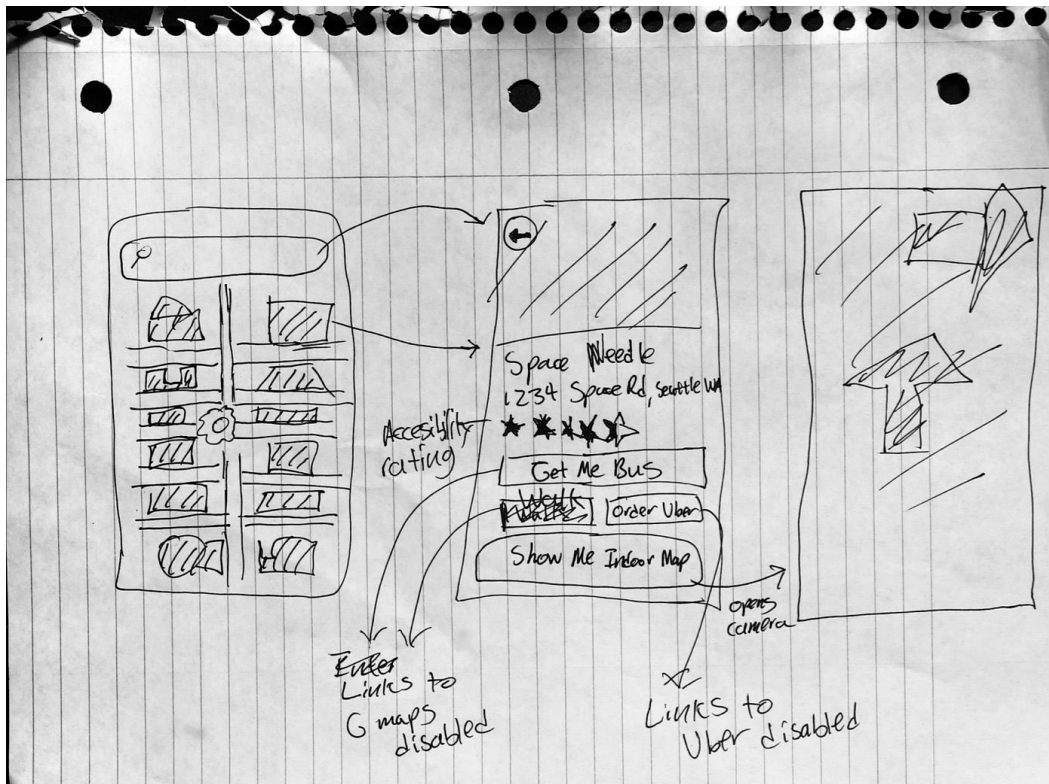 Space Needle
1234 Space Rd, Seattle WA
Accesibility
rating
Get Me Bus
Walk
Order Uber
Show Me Indoor Map
opens
camera
Enter
Links to
G maps
disabled
Links to
Uber disabled